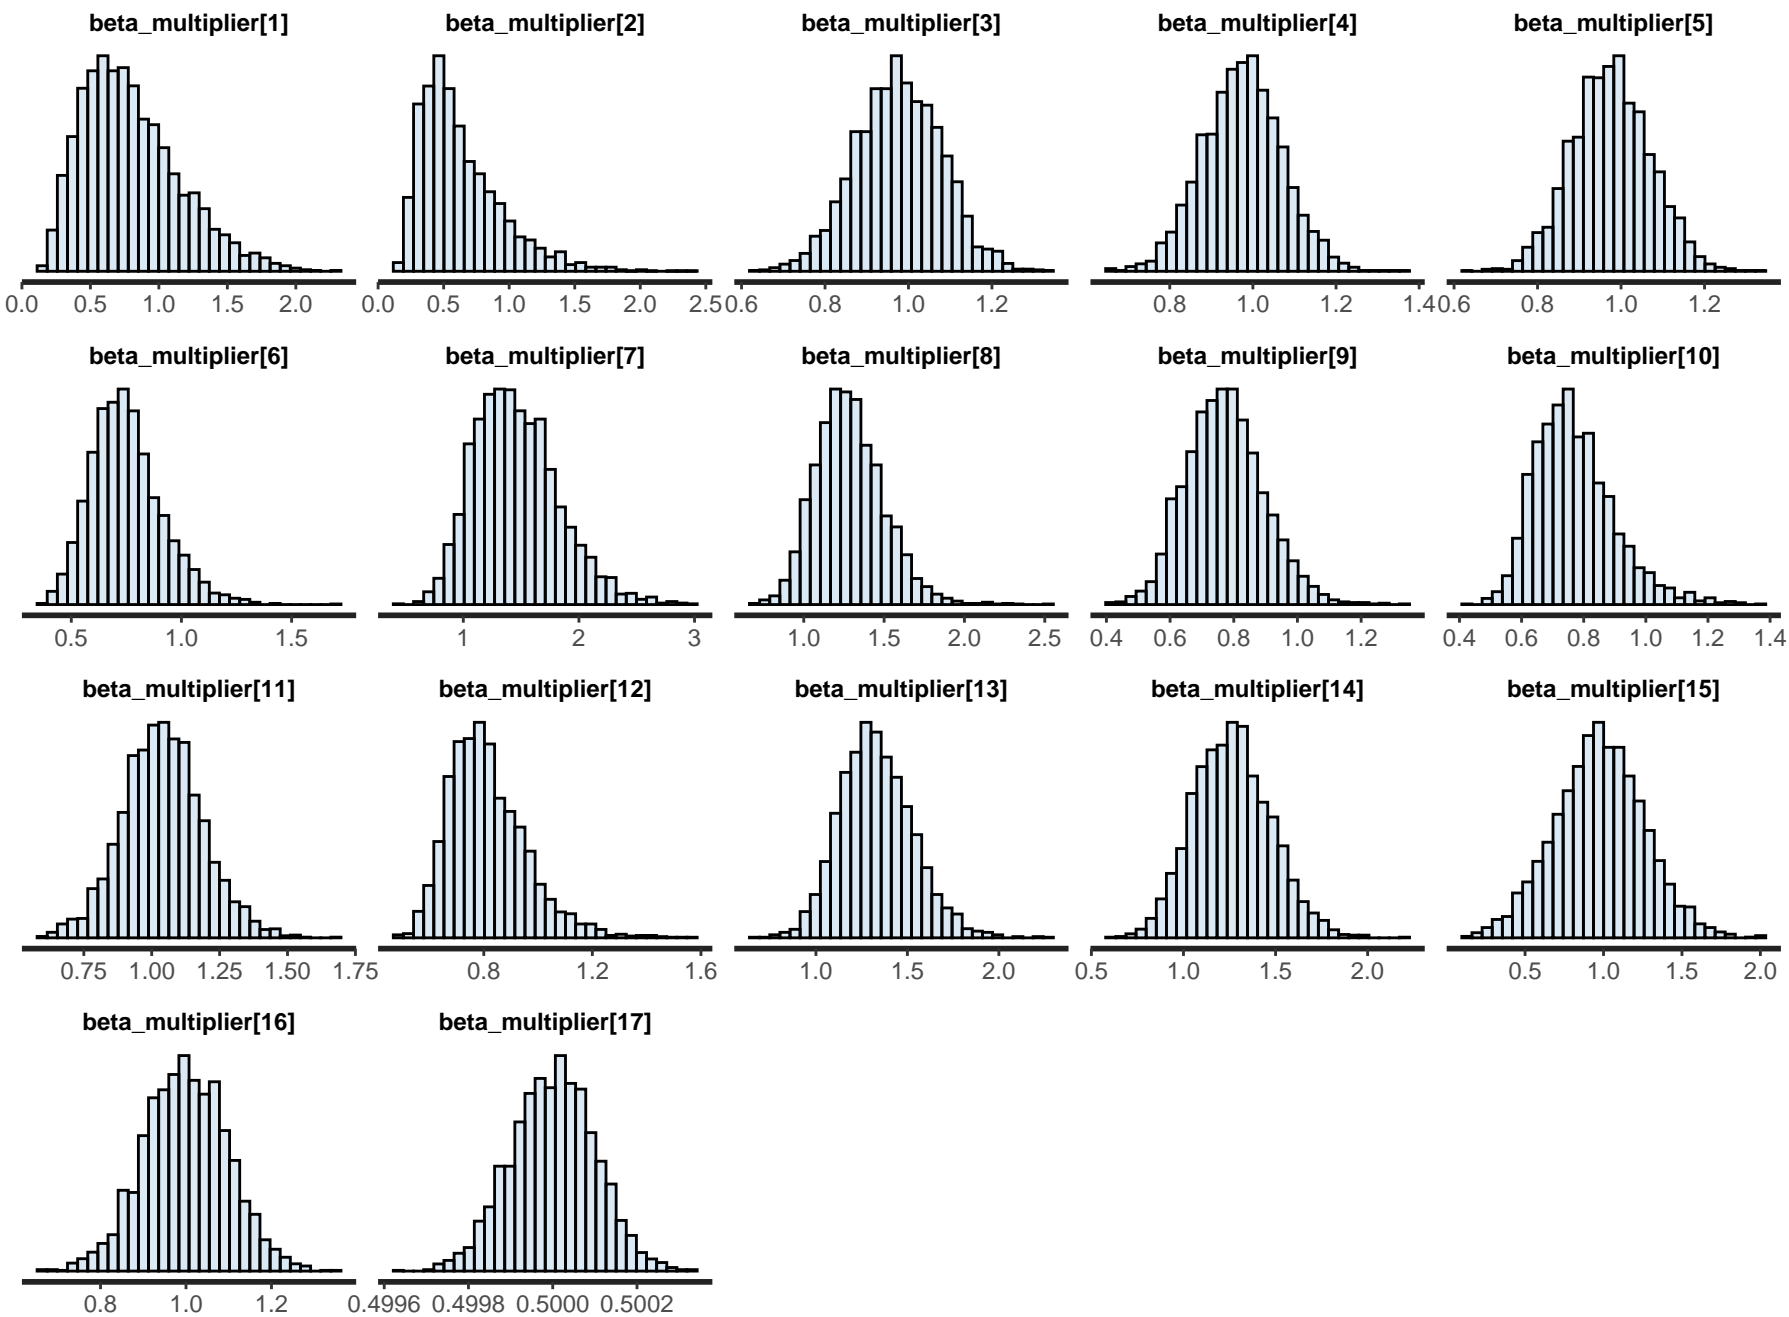 beta_multiplier[1] beta_multiplier[2] beta_multiplier[3] beta_multiplier[4] beta_multiplier[5]
0.0 0.5 1.0 1.5 2.0 0.0 0.5 1.0 1.5 2.0 2.5 0.6 0.8 1.0 1.2 0.8 1.0 1.2 1.4 0.6 0.8 1.0 1.2
beta_multiplier[6] beta_multiplier[7] beta_multiplier[8] beta_multiplier[9] beta_multiplier[10]
0.5 1.0 1.5 1 2 3 1.0 1.5 2.0 2.5 0.4 0.6 0.8 1.0 1.2 0.4 0.6 0.8 1.0 1.2 1.4
beta_multiplier[11] beta_multiplier[12] beta_multiplier[13] beta_multiplier[14] beta_multiplier[15]
0.75 1.00 1.25 1.50 1.75 0.8 1.2 1.6 1.0 1.5 2.0 0.5 1.0 1.5 2.0 0.5 1.0 1.5 2.0
beta_multiplier[16] beta_multiplier[17]
0.8 1.0 1.2 0.4996 0.4998 0.5000 0.5002